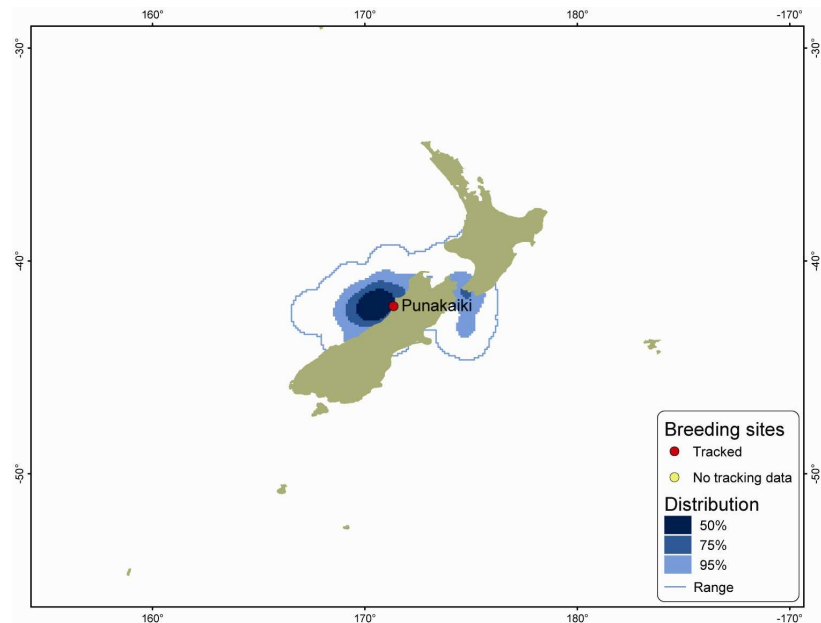 160°
170°
180°
-170°
-30°
-30°
-40°
-40°
Punakaiki
-50°
-50°
Breeding sites
Tracked
No tracking data
Distribution
50%
75%
95%
Range
160°
170°
180°
-170°